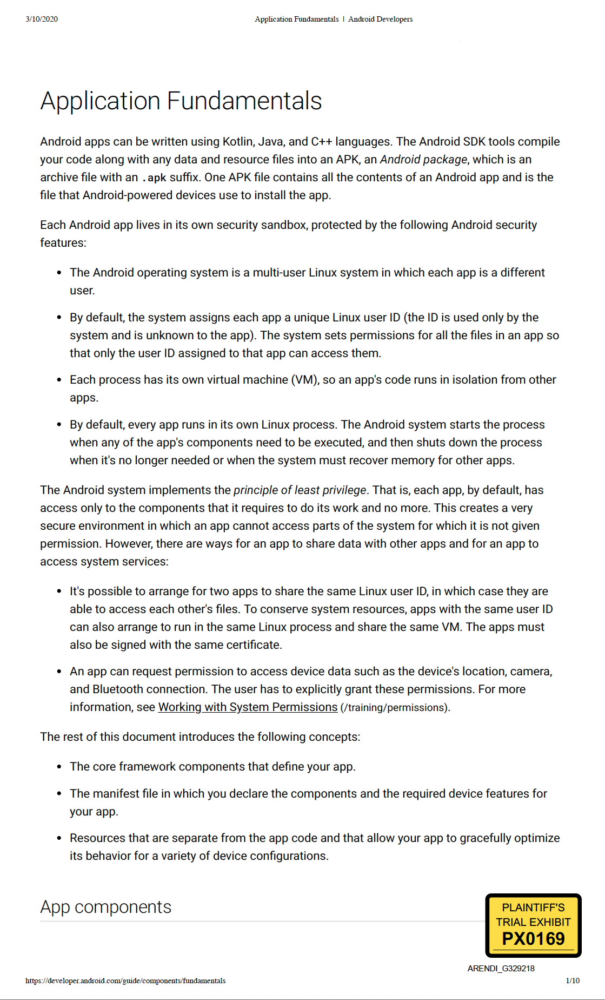 3/10/2020
Application Fundamentals | Android Developers
Application Fundamentals
Android apps can be written using Kotlin, Java, and C++ languages. The Android SDK tools compile
your code along with any data and resource files into an APK, an Android package, which is an
archive file with an .apk suffix. One APK file contains all the contents of an Android app and is the
file that Android-powered devices use to install the app.
Each Android app lives in its own security sandbox, protected by the following Android security
features:
• The Android operating system is a multi-user Linux system in which each app is a different
user.
• By default, the system assigns each app a unique Linux user ID (the ID is used only by the
system and is unknown to the app). The system sets permissions for all the files in an app so
that only the user ID assigned to that app can access them.
• Each process has its own virtual machine (VM), so an app's code runs in isolation from other
apps.
• By default, every app runs in its own Linux process. The Android system starts the process
when any of the app's components need to be executed, and then shuts down the process
when it's no longer needed or when the system must recover memory for other apps.
The Android system implements the principle of least privilege. That is, each app, by default, has
access only to the components that it requires to do its work and no more. This creates a very
secure environment in which an app cannot access parts of the system for which it is not given
permission. However, there are ways for an app to share data with other apps and for an app to
access system services:
• It's possible to arrange for two apps to share the same Linux user ID, in which case they are
able to access each other's files. To conserve system resources, apps with the same user ID
can also arrange to run in the same Linux process and share the same VM. The apps must
also be signed with the same certificate.
• An app can request permission to access device data such as the device's location, camera,
and Bluetooth connection. The user has to explicitly grant these permissions. For more
information, see Working with System Permissions (/training/permissions).
The rest of this document introduces the following concepts:
• The core framework components that define your app.
• The manifest file in which you declare the components and the required device features for
your app.
• Resources that are separate from the app code and that allow your app to gracefully optimize
its behavior for a variety of device configurations.
App components
PLAINTIFF'S
TRIAL EXHIBIT
PX0169
ARENDI_G329218
https://developer.android.com/guide/components/fundamentals
1/10